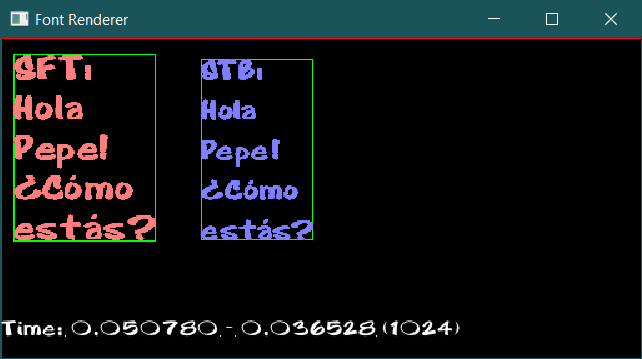 Font Renderer
SFT:
Hola
Pepe!
¿Cómo
estás?
STB:
Hola
Pepe!
¿Cómo
estás?
Time: 0.050780 - 0.036528 (1024)